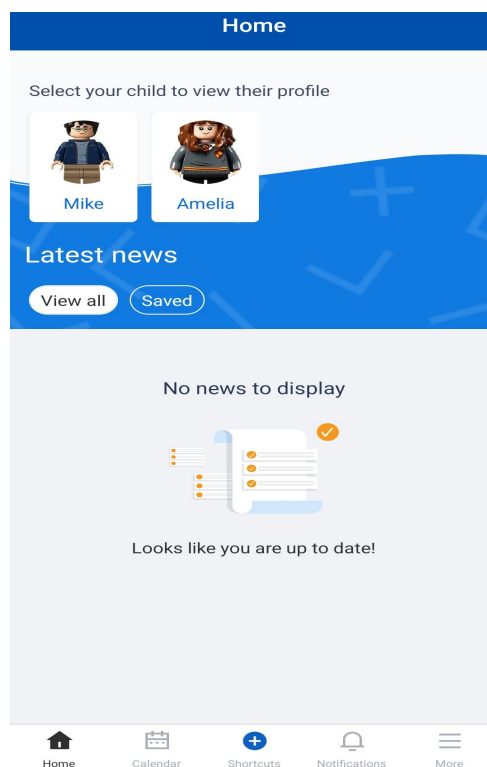 Home
Select your child to view their profile
Mike
Amelia
Latest news
View all
Saved
No news to display
Looks like you are up to date!
Home
Calendar
Shortcuts
Notifications
More